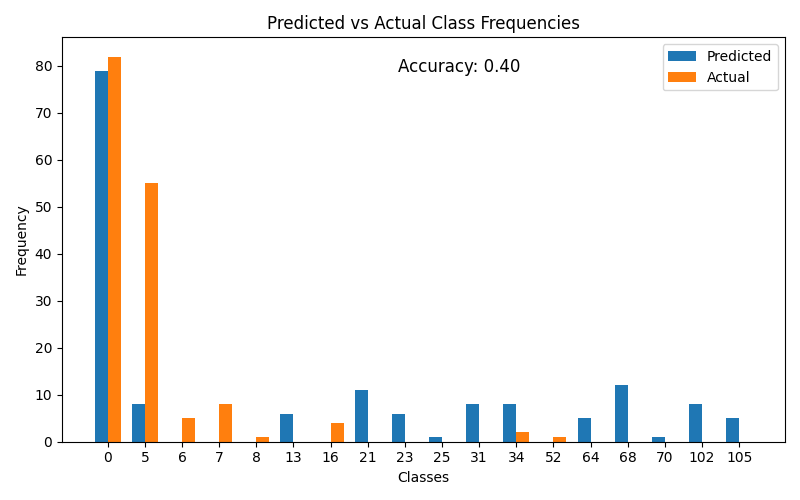 Predicted vs Actual Class Frequencies
Accuracy: 0.40
Predicted
Actual
Frequency
80
70
60
50
40
30
20
10
0
0 5 6 7 8 13 16 21 23 25 31 34 52 64 68 70 102 105
Classes